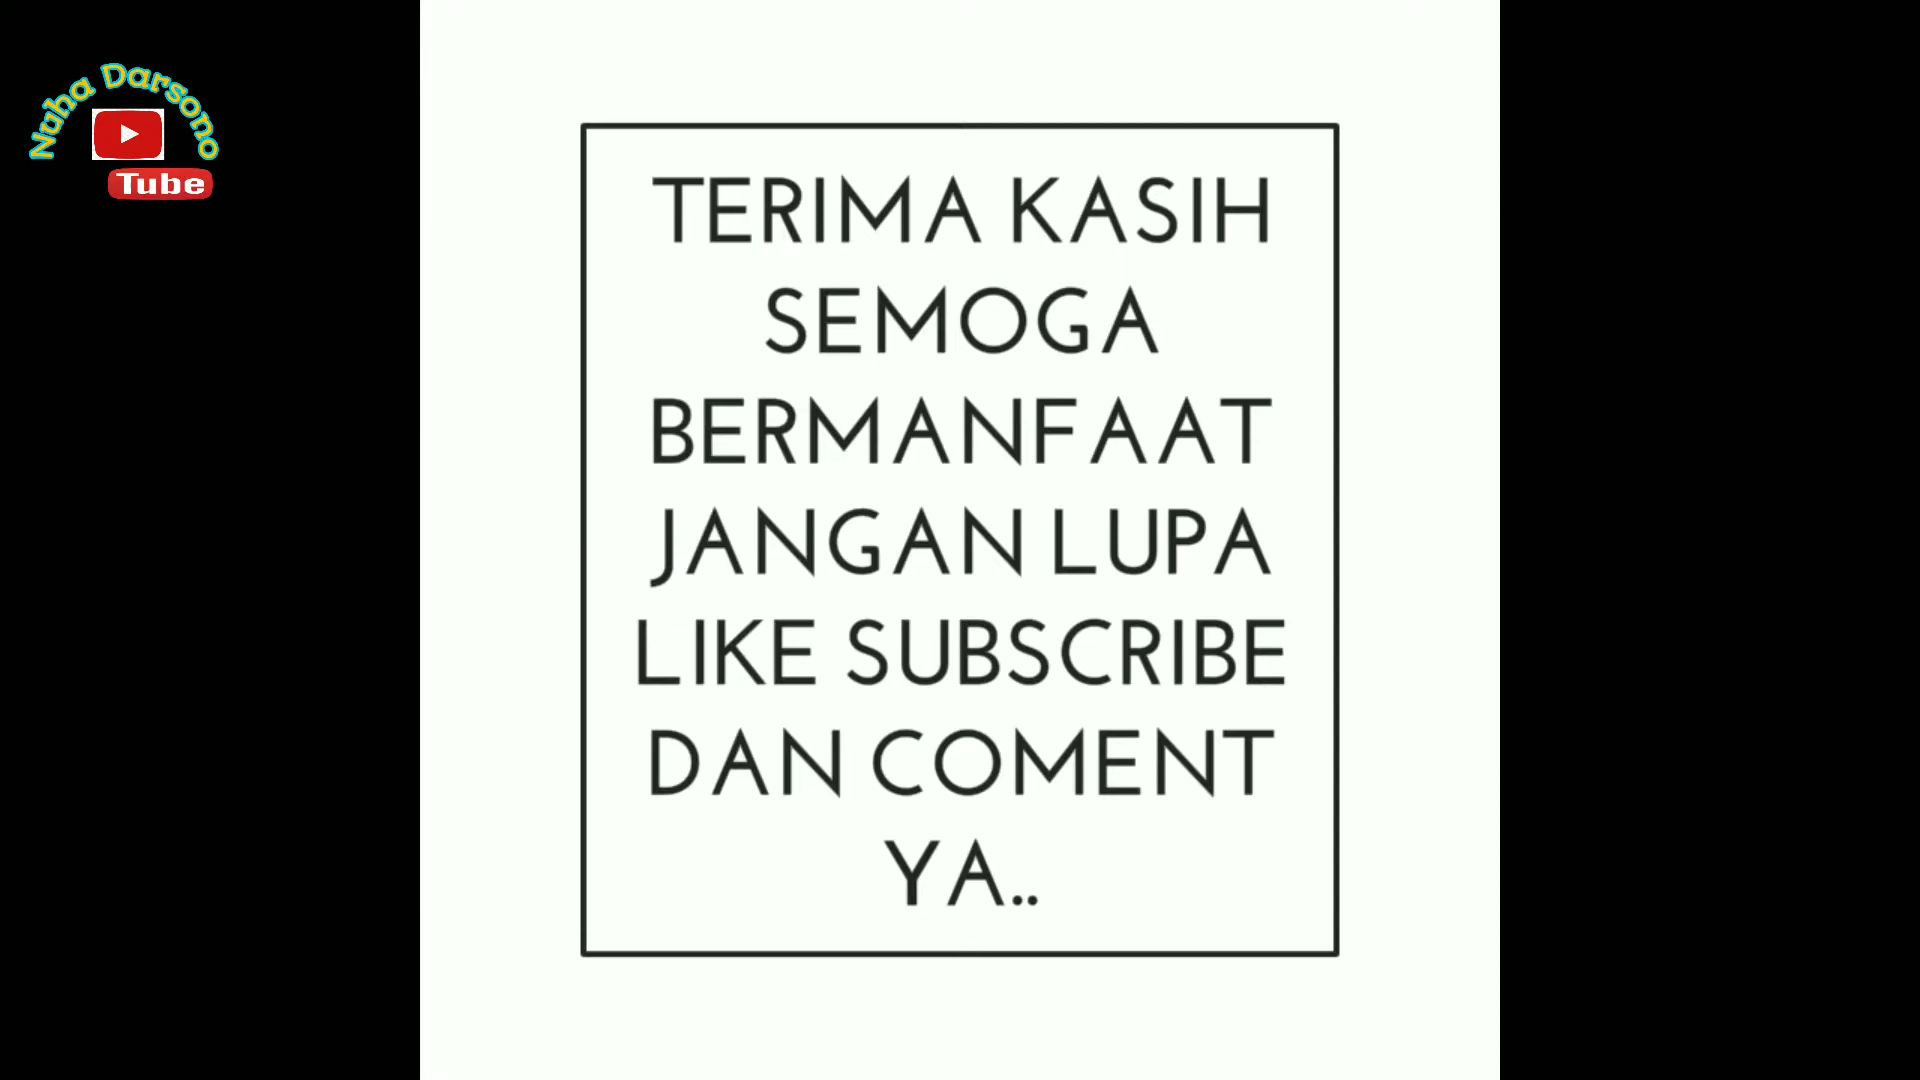 Nuha Darsono
Tube
TERIMA KASIH
SEMOGA
BERMANFAAT
JANGAN LUPA
LIKE SUBSCRIBE
DAN COMENT
YA..